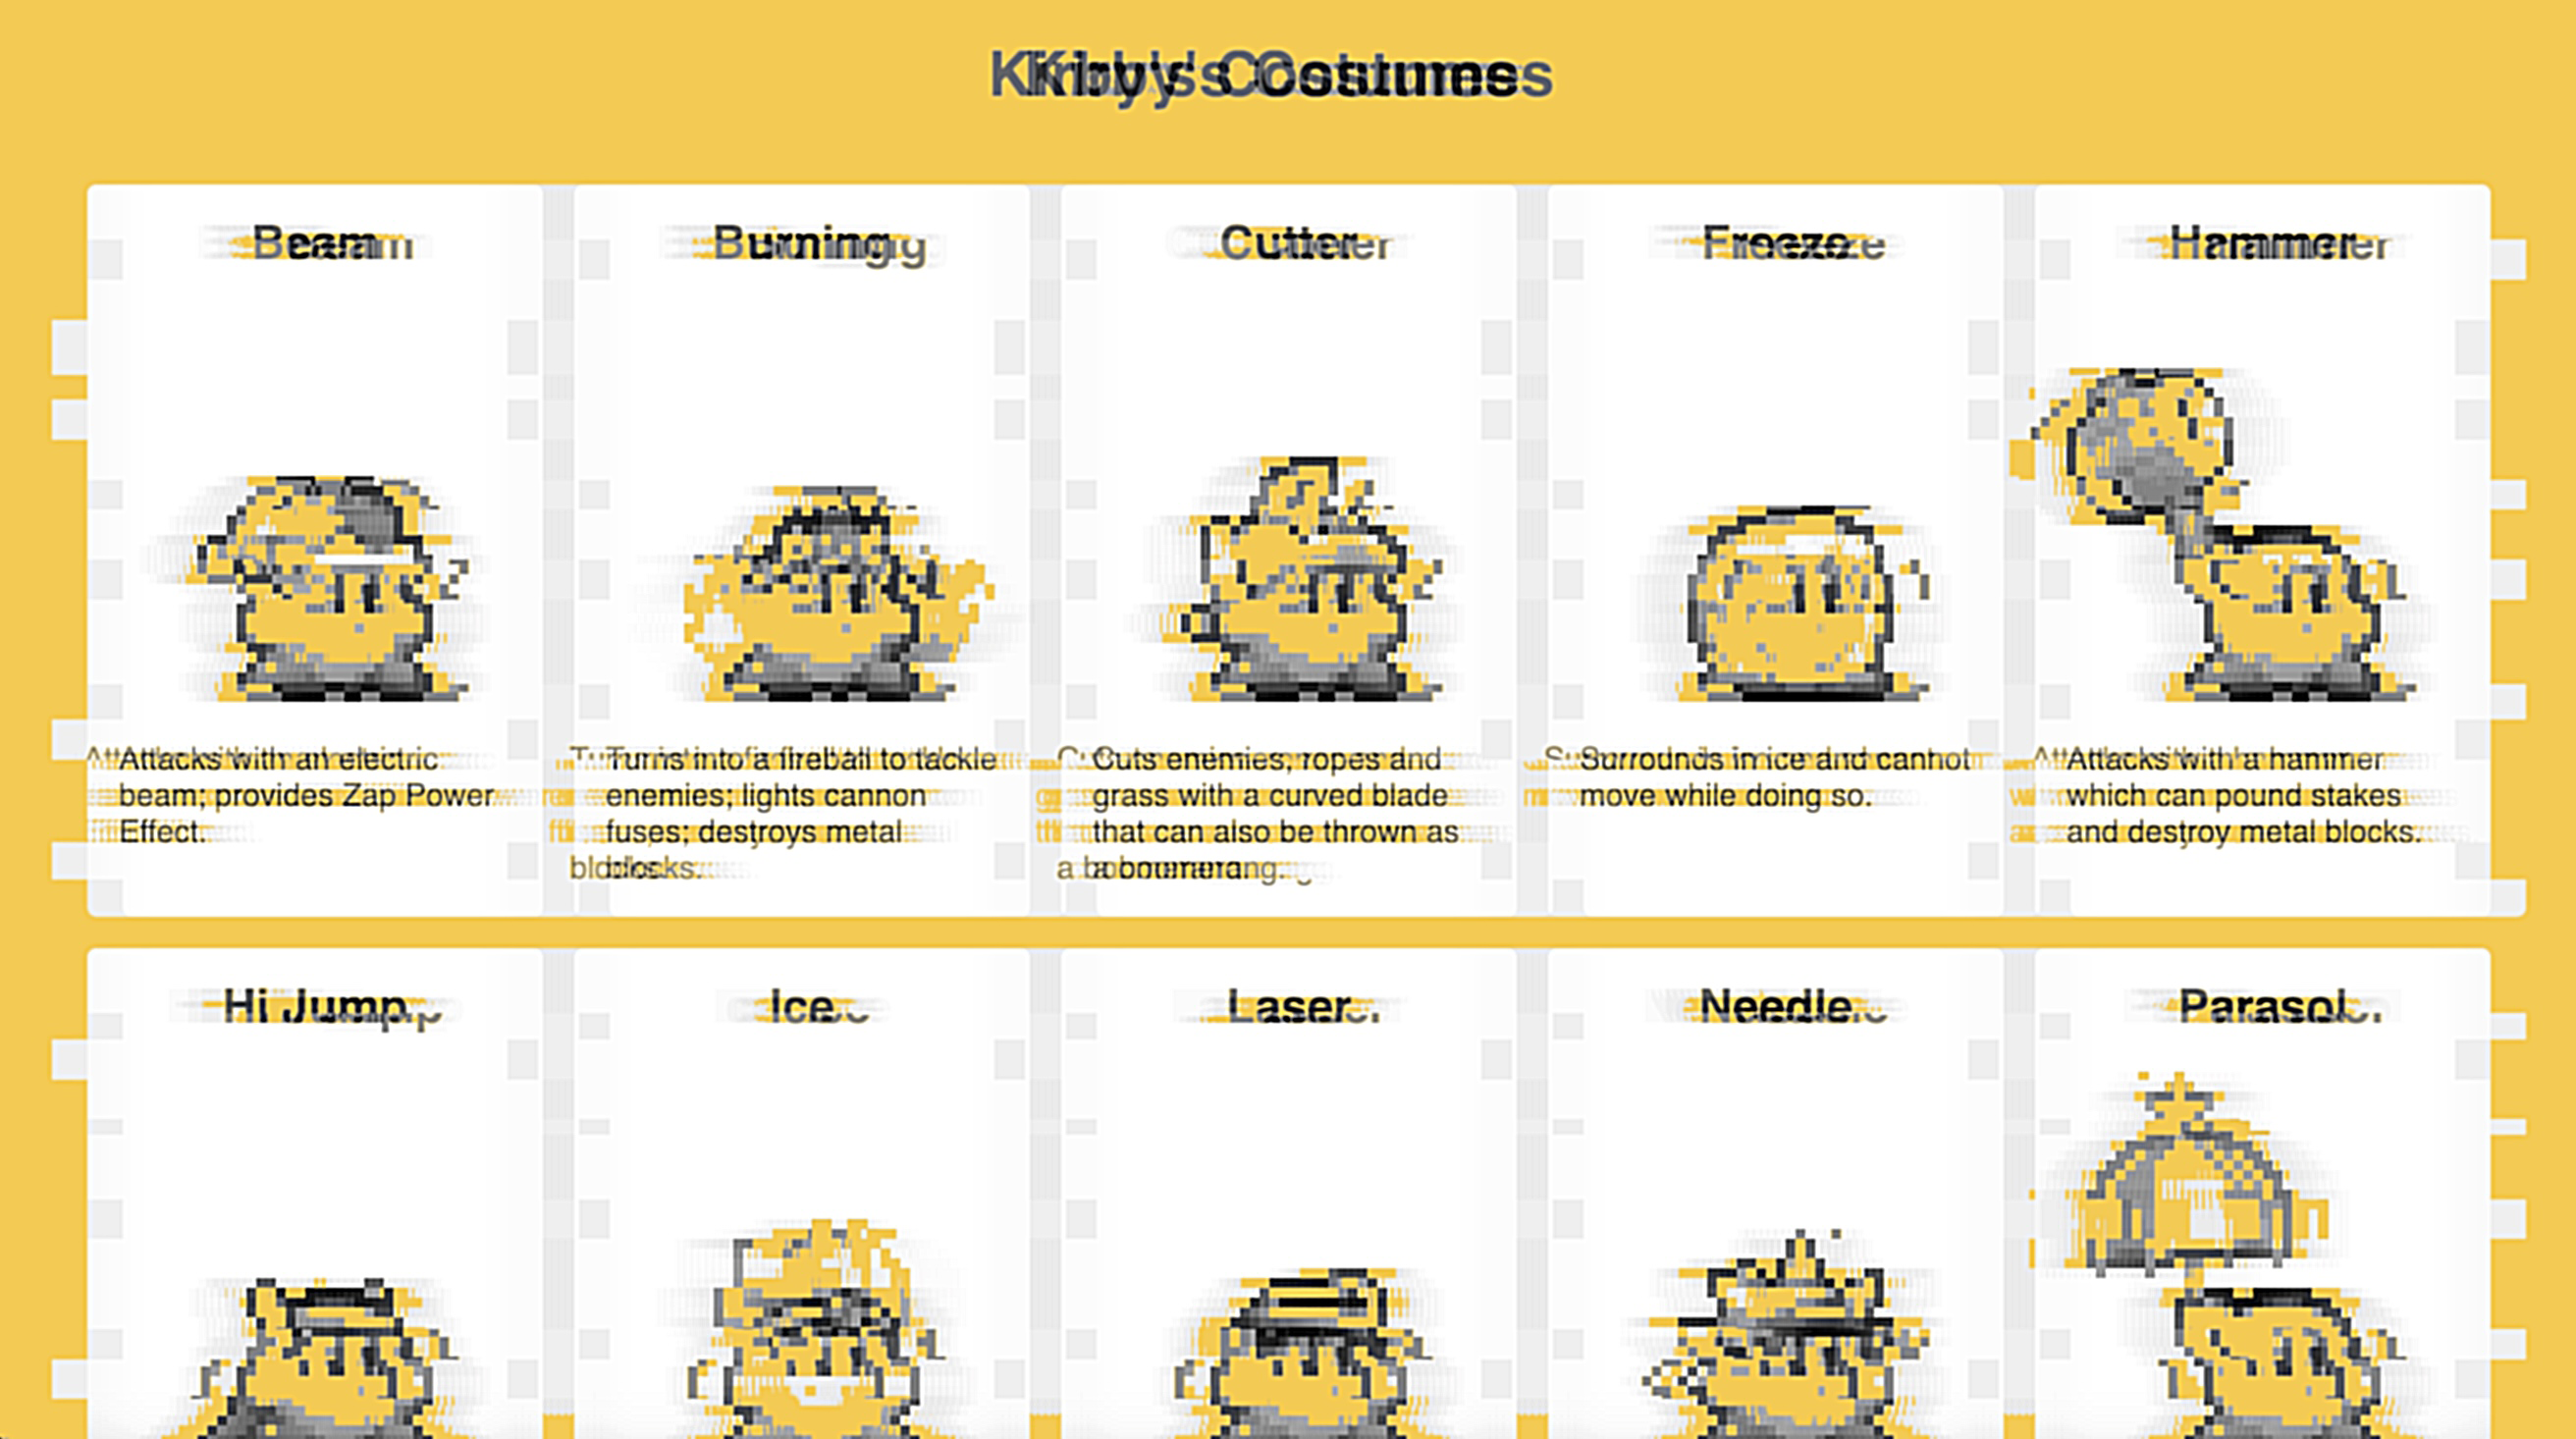 Kirby's Costumes
Beam
Burning
Cutter
Freeze
Hammer
Attacks with an electric
beam; provides Zap Power
Effect.
Turns into a fireball to tackle
enemies; lights cannon
fuses; destroys metal
blocks.
Cuts enemies, ropes and
grass with a curved blade
that can also be thrown as
a boomerang.
Surrounds in ice and cannot
move while doing so.
Attacks with a hammer
which can pound stakes
and destroy metal blocks.
Hi Jump
Ice
Laser
Needle
Parasol